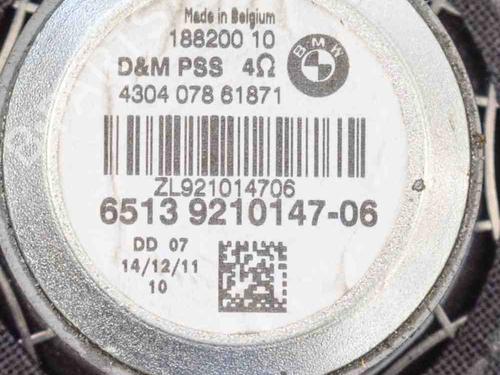 Made in Belgium
188200 10
D&M PSS 4Ω
BMW
4304 078 61871
ZL921014706
6513 9210147-06
DD 07
14/12/11
10